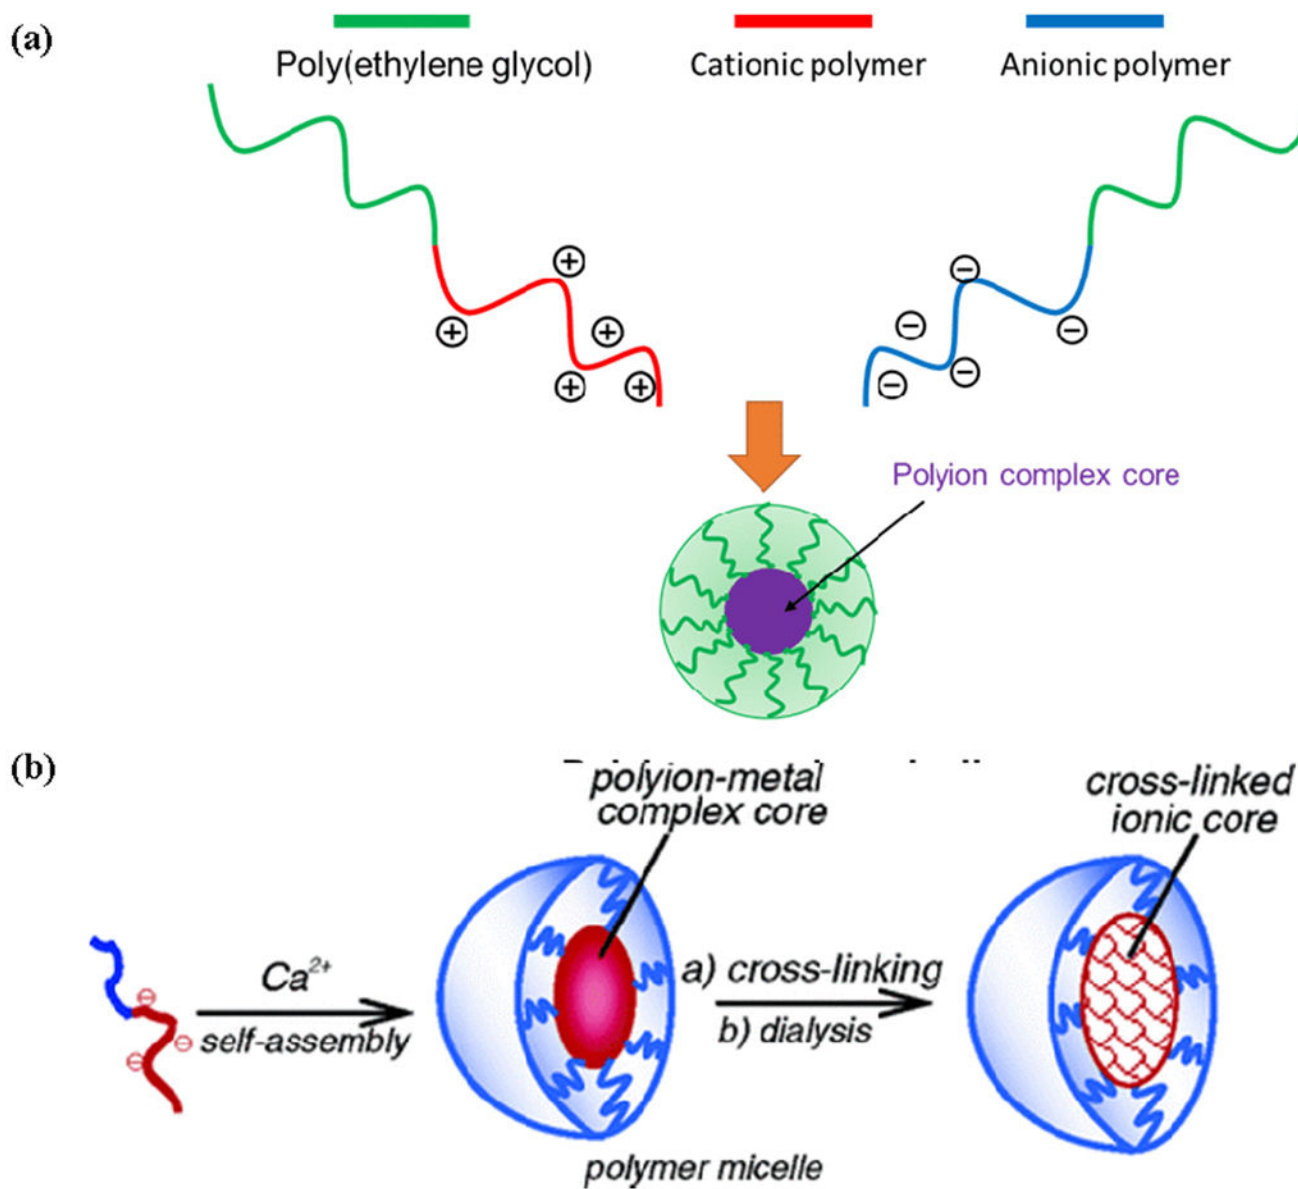 (a)
Poly(ethylene glycol)
Cationic polymer
Anionic polymer
+
+
+
+
+
−
−
−
−
−
Polyion complex core
(b)
polyion-metal
complex core
cross-linked
ionic core
Ca²⁺
self-assembly
a) cross-linking
b) dialysis
polymer micelle